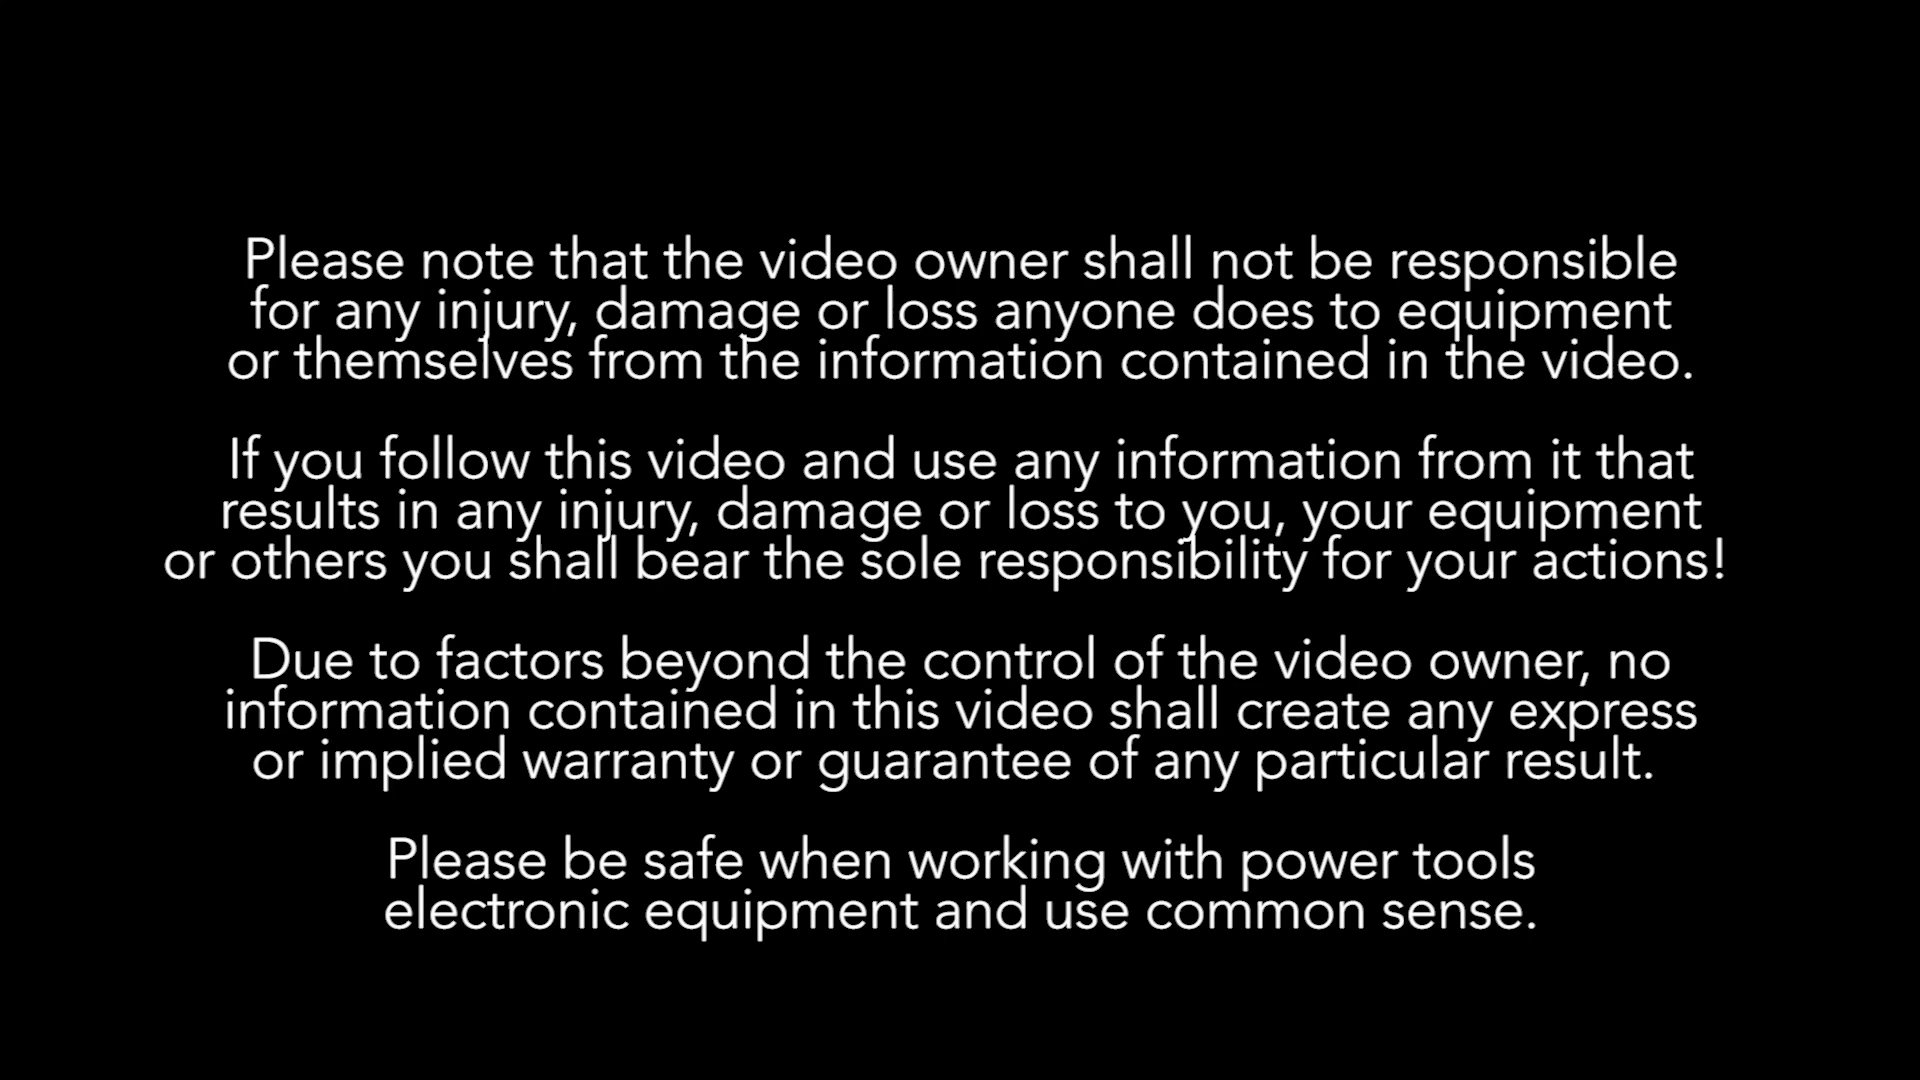 Please note that the video owner shall not be responsible
for any injury, damage or loss anyone does to equipment
or themselves from the information contained in the video.
If you follow this video and use any information from it that
results in any injury, damage or loss to you, your equipment
or others you shall bear the sole responsibility for your actions!
Due to factors beyond the control of the video owner, no
information contained in this video shall create any express
or implied warranty or guarantee of any particular result.
Please be safe when working with power tools
electronic equipment and use common sense.